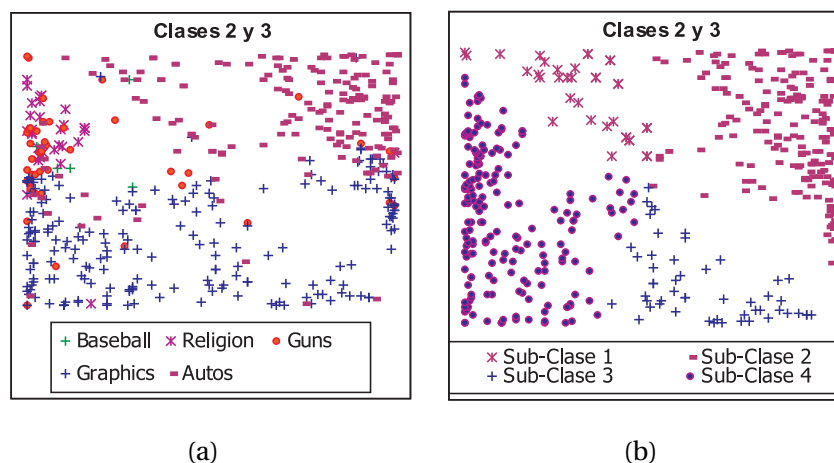 Clases 2 y 3
Baseball Religion Guns
Graphics Autos
(a)
Clases 2 y 3
Sub-Clase 1 Sub-Clase 2
Sub-Clase 3 Sub-Clase 4
(b)